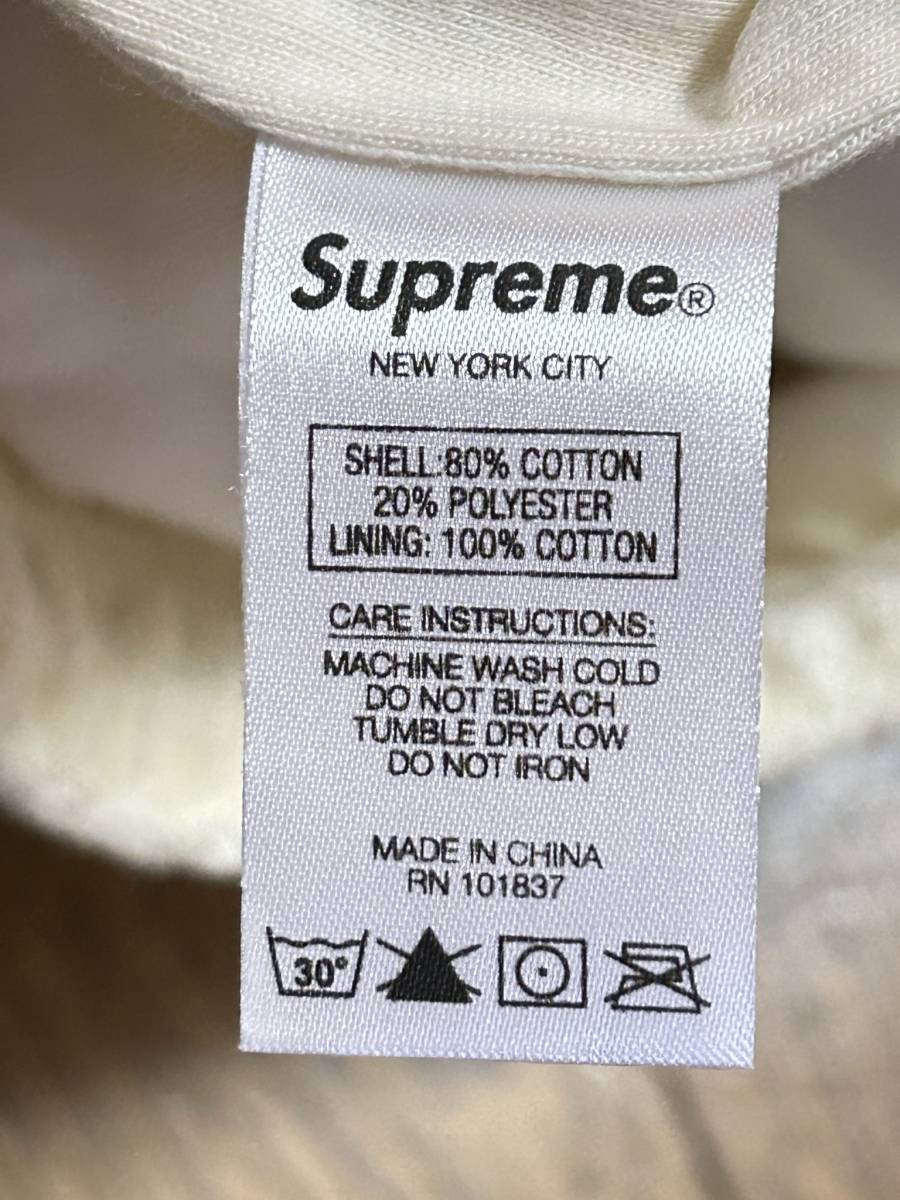 Supreme®
NEW YORK CITY
SHELL:80% COTTON
20% POLYESTER
LINING: 100% COTTON
CARE INSTRUCTIONS:
MACHINE WASH COLD
DO NOT BLEACH
TUMBLE DRY LOW
DO NOT IRON
MADE IN CHINA
RN 101837
30°